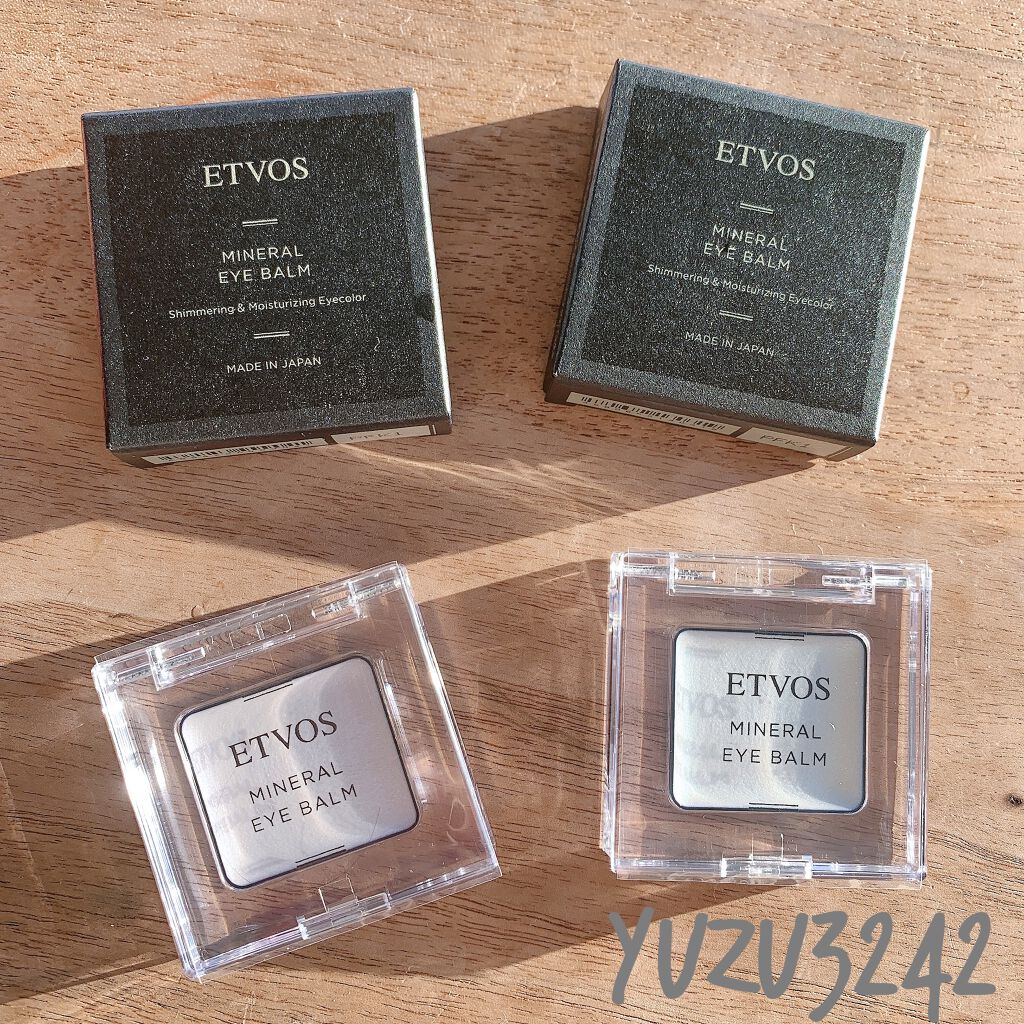 ETVOS
MINERAL
EYE BALM
Shimmering & Moisturizing Eyecolor
MADE IN JAPAN
ETVOS
MINERAL
EYE BALM
Shimmering & Moisturizing Eyecolor
MADE IN JAPAN
ETVOS
MINERAL
EYE BALM
ETVOS
MINERAL
EYE BALM
YUZU3242